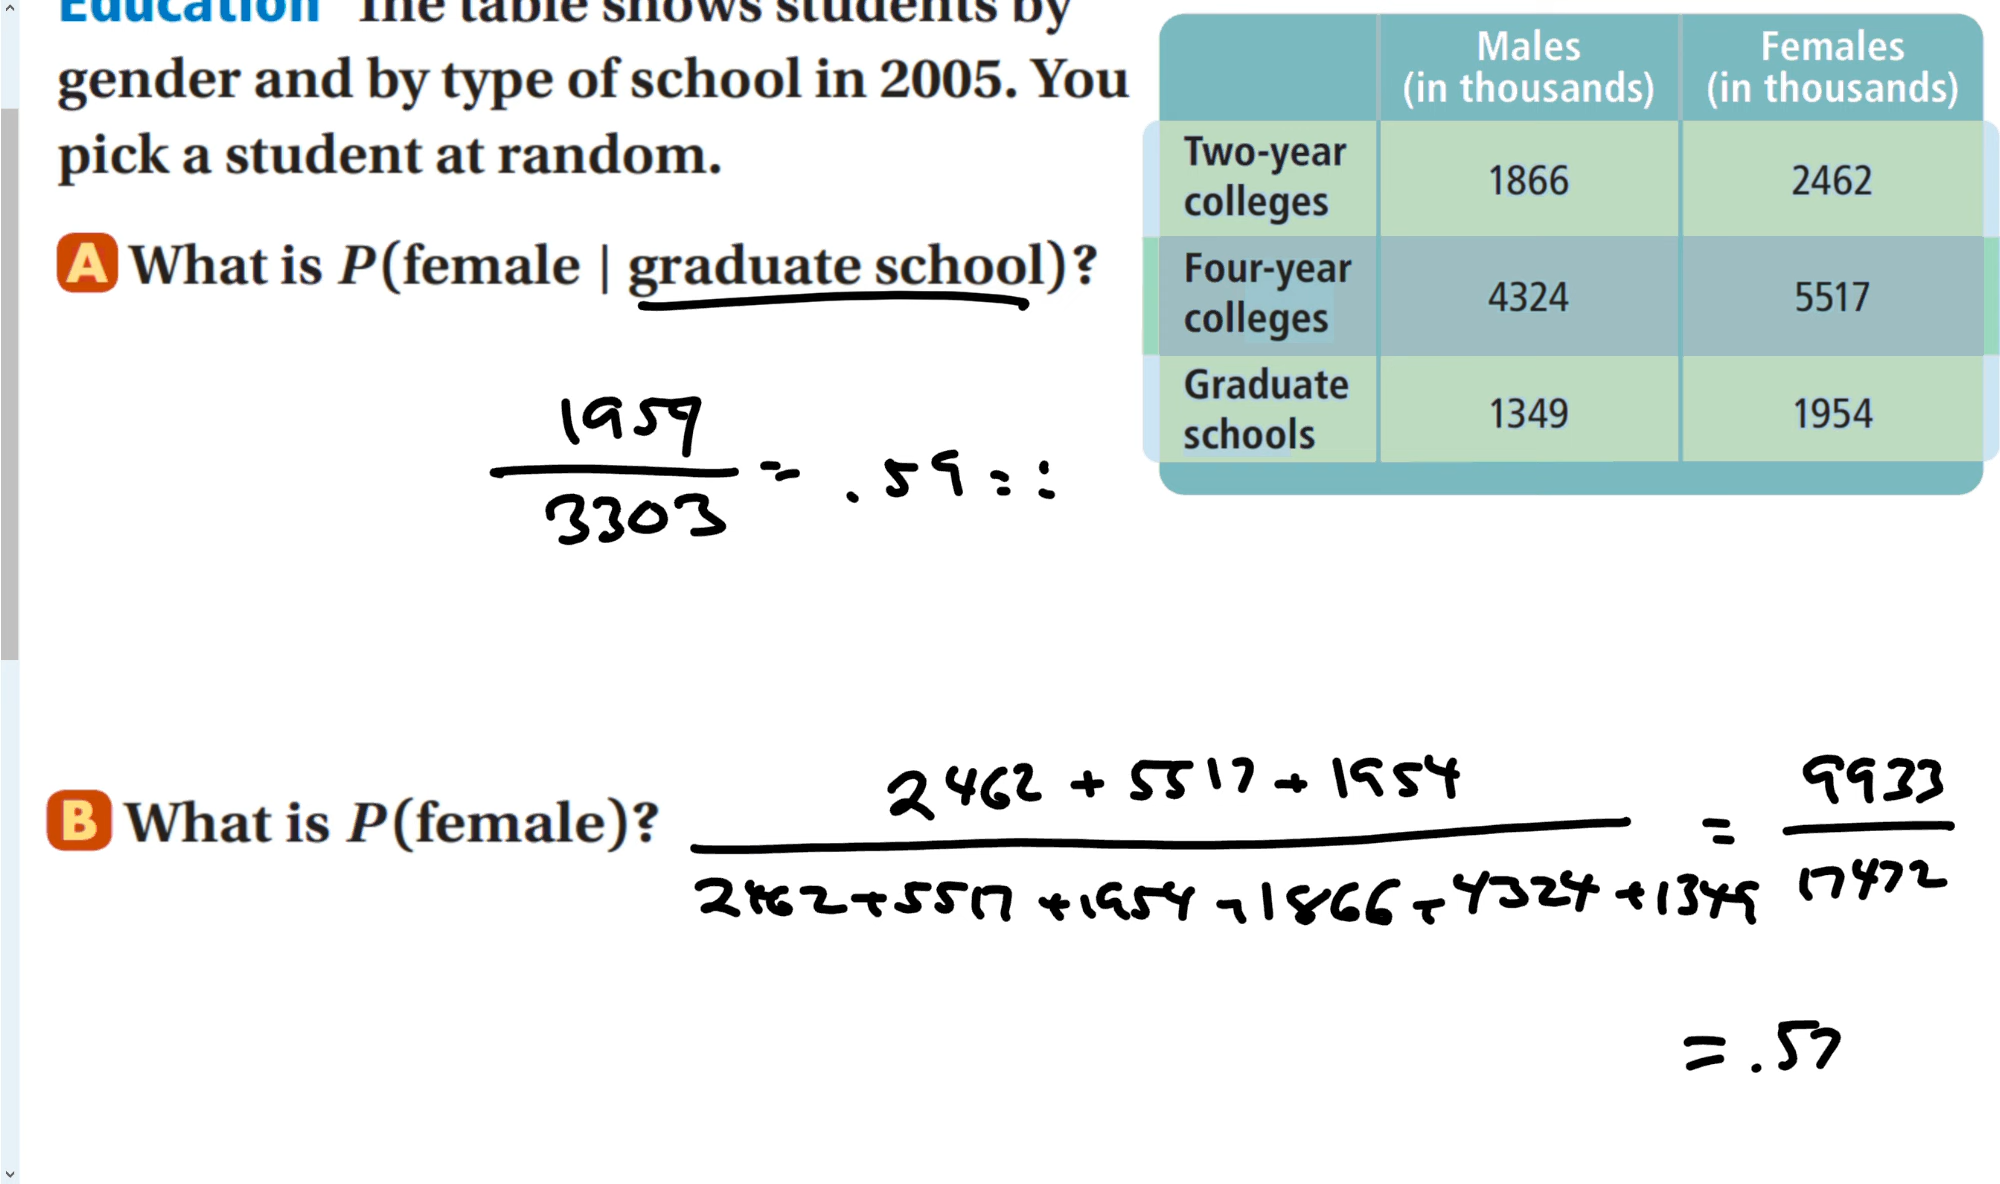 Education The table shows students by
gender and by type of school in 2005. You
pick a student at random.
Males
(in thousands)
Females
(in thousands)
Two-year
colleges
1866
2462
Four-year
colleges
4324
5517
Graduate
schools
1349
1954
A What is P(female | graduate school)?
1959
3303
= .59
B What is P(female)?
2462 + 5517 + 1954
2462+5517+1954+1866+4324+1349
= 9933
17472
= .57